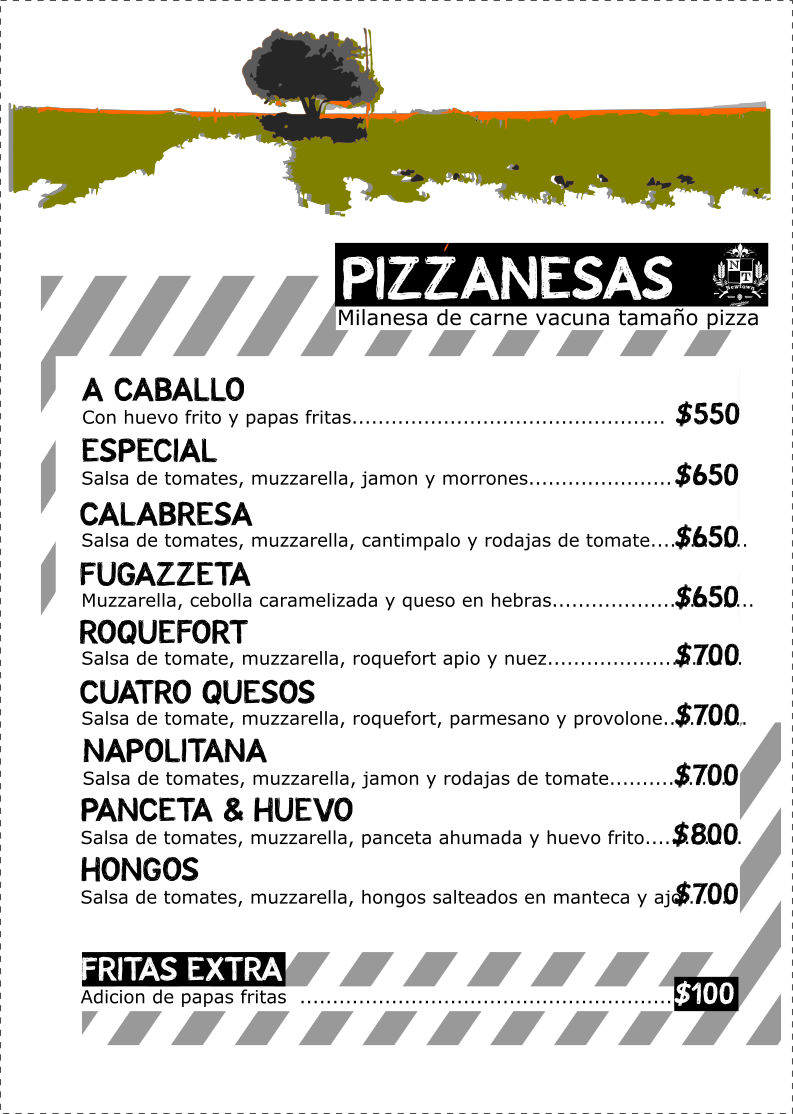 PIZZANESAS
NT
Newtown
Milanesa de carne vacuna tamaño pizza
A CABALLO
Con huevo frito y papas fritas................................................ $550
ESPECIAL
Salsa de tomates, muzzarella, jamon y morrones...................... $650
CALABRESA
Salsa de tomates, muzzarella, cantimpalo y rodajas de tomate............... $650
FUGAZZETA
Muzzarella, cebolla caramelizada y queso en hebras............................... $650
ROQUEFORT
Salsa de tomate, muzzarella, roquefort apio y nuez.............................. $700
CUATRO QUESOS
Salsa de tomate, muzzarella, roquefort, parmesano y provolone............. $700
NAPOLITANA
Salsa de tomates, muzzarella, jamon y rodajas de tomate................... $700
PANCETA & HUEVO
Salsa de tomates, muzzarella, panceta ahumada y huevo frito............... $800
HONGOS
Salsa de tomates, muzzarella, hongos salteados en manteca y ajo........ $700
FRITAS EXTRA
Adicion de papas fritas ......................................................... $100